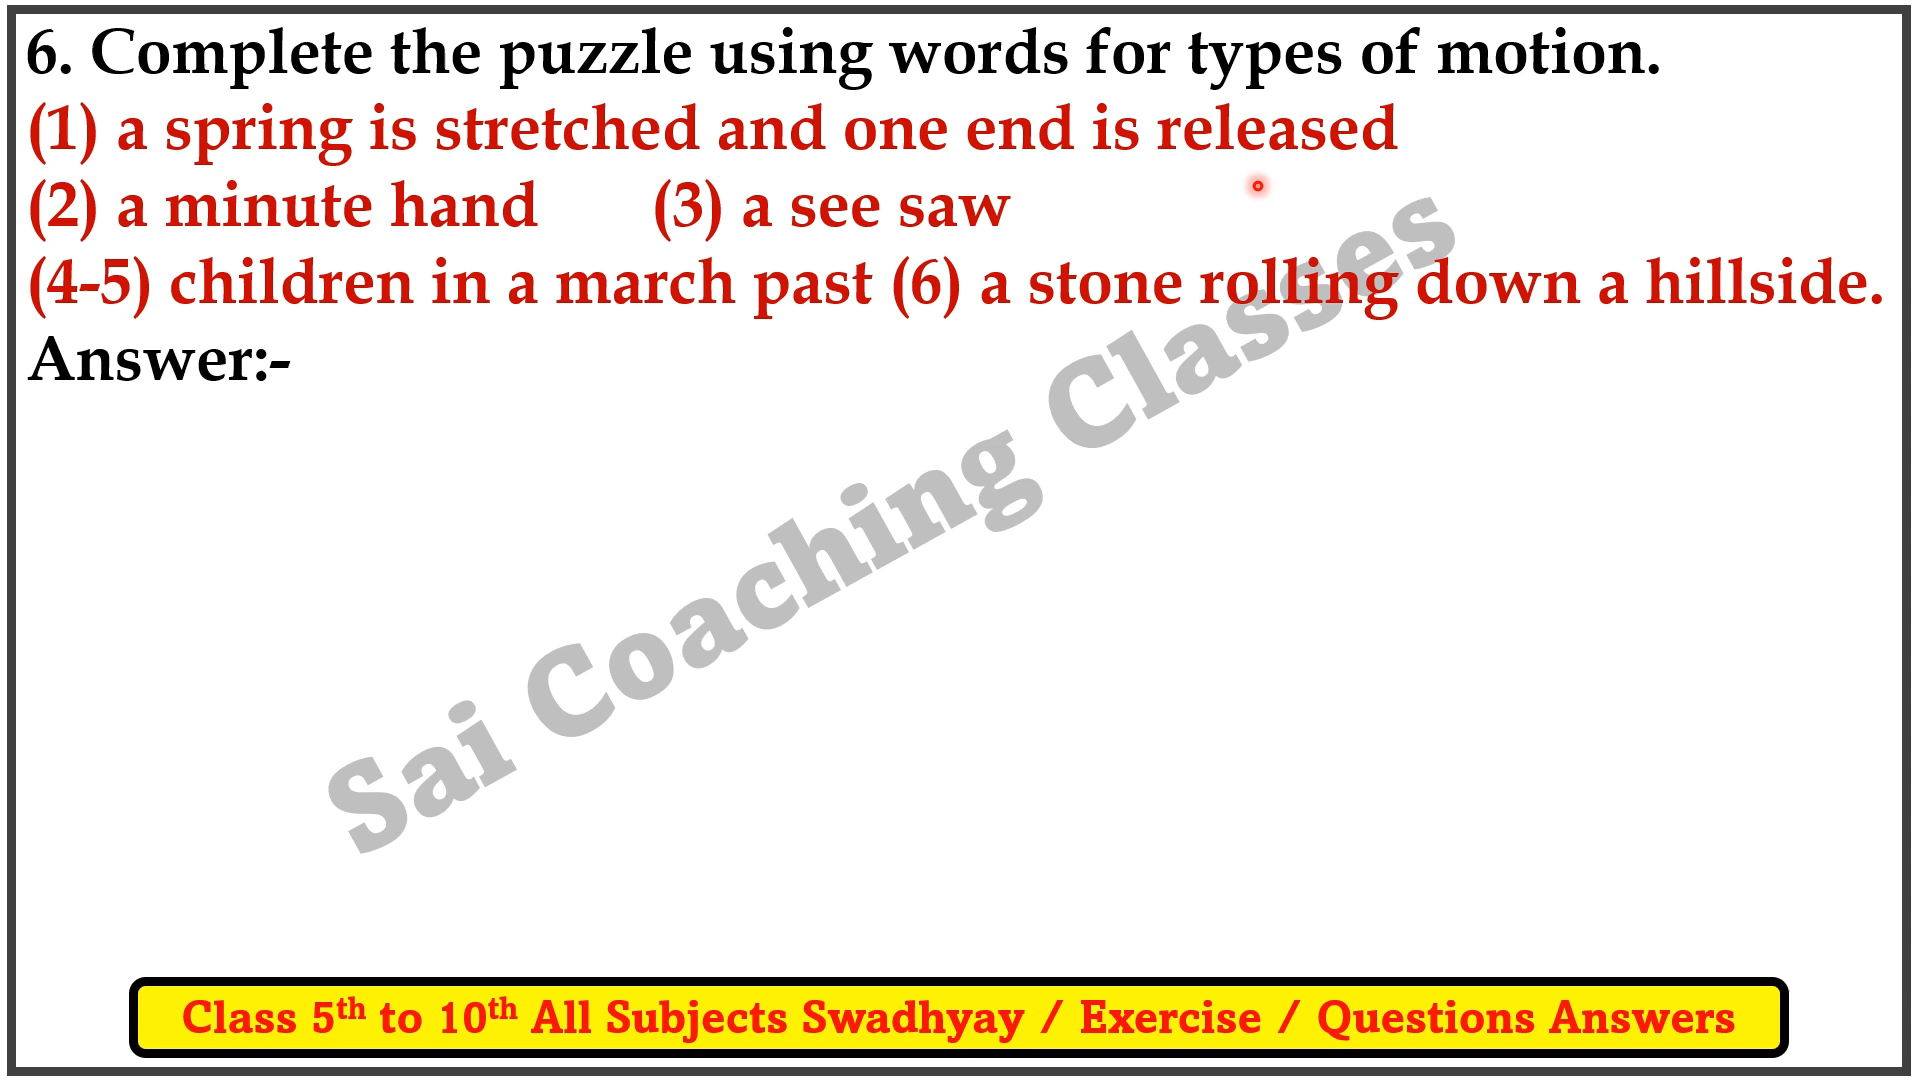 6. Complete the puzzle using words for types of motion.
(1) a spring is stretched and one end is released
(2) a minute hand (3) a see saw
(4-5) children in a march past (6) a stone rolling down a hillside.
Answer:-
Sai Coaching Classes
Class 5th to 10th All Subjects Swadhyay / Exercise / Questions Answers